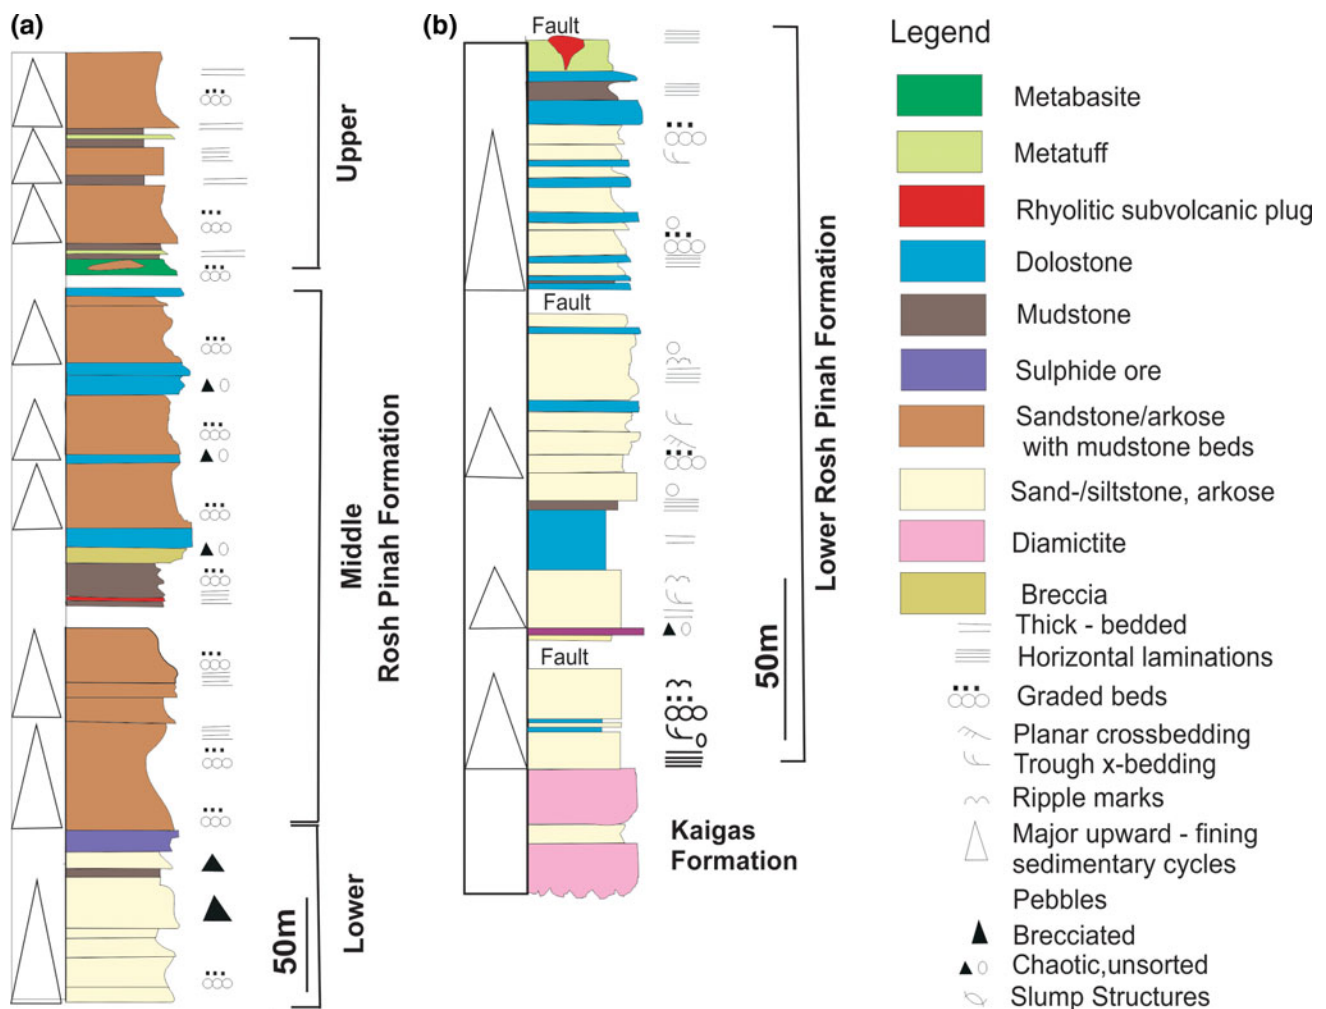 (a)
Upper
Middle
Rosh Pinah Formation
Lower
50m
(b)
Fault
Fault
Fault
Lower Rosh Pinah Formation
50m
Kaigas
Formation
Legend
Metabasite
Metatuff
Rhyolitic subvolcanic plug
Dolostone
Mudstone
Sulphide ore
Sandstone/arkose
with mudstone beds
Sand-/siltstone, arkose
Diamictite
Breccia
Thick - bedded
Horizontal laminations
Graded beds
Planar crossbedding
Trough x-bedding
Ripple marks
Major upward - fining
sedimentary cycles
Pebbles
Brecciated
Chaotic,unsorted
Slump Structures